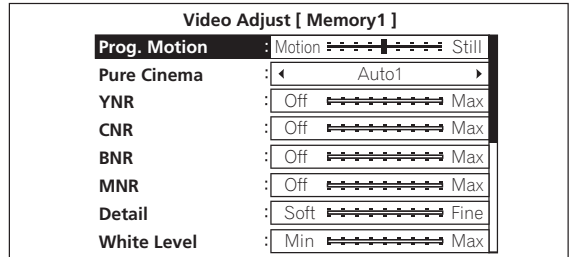 Video Adjust [ Memory1 ]
Prog. Motion : Motion Still
Pure Cinema : Auto1
YNR : Off Max
CNR : Off Max
BNR : Off Max
MNR : Off Max
Detail : Soft Fine
White Level : Min Max